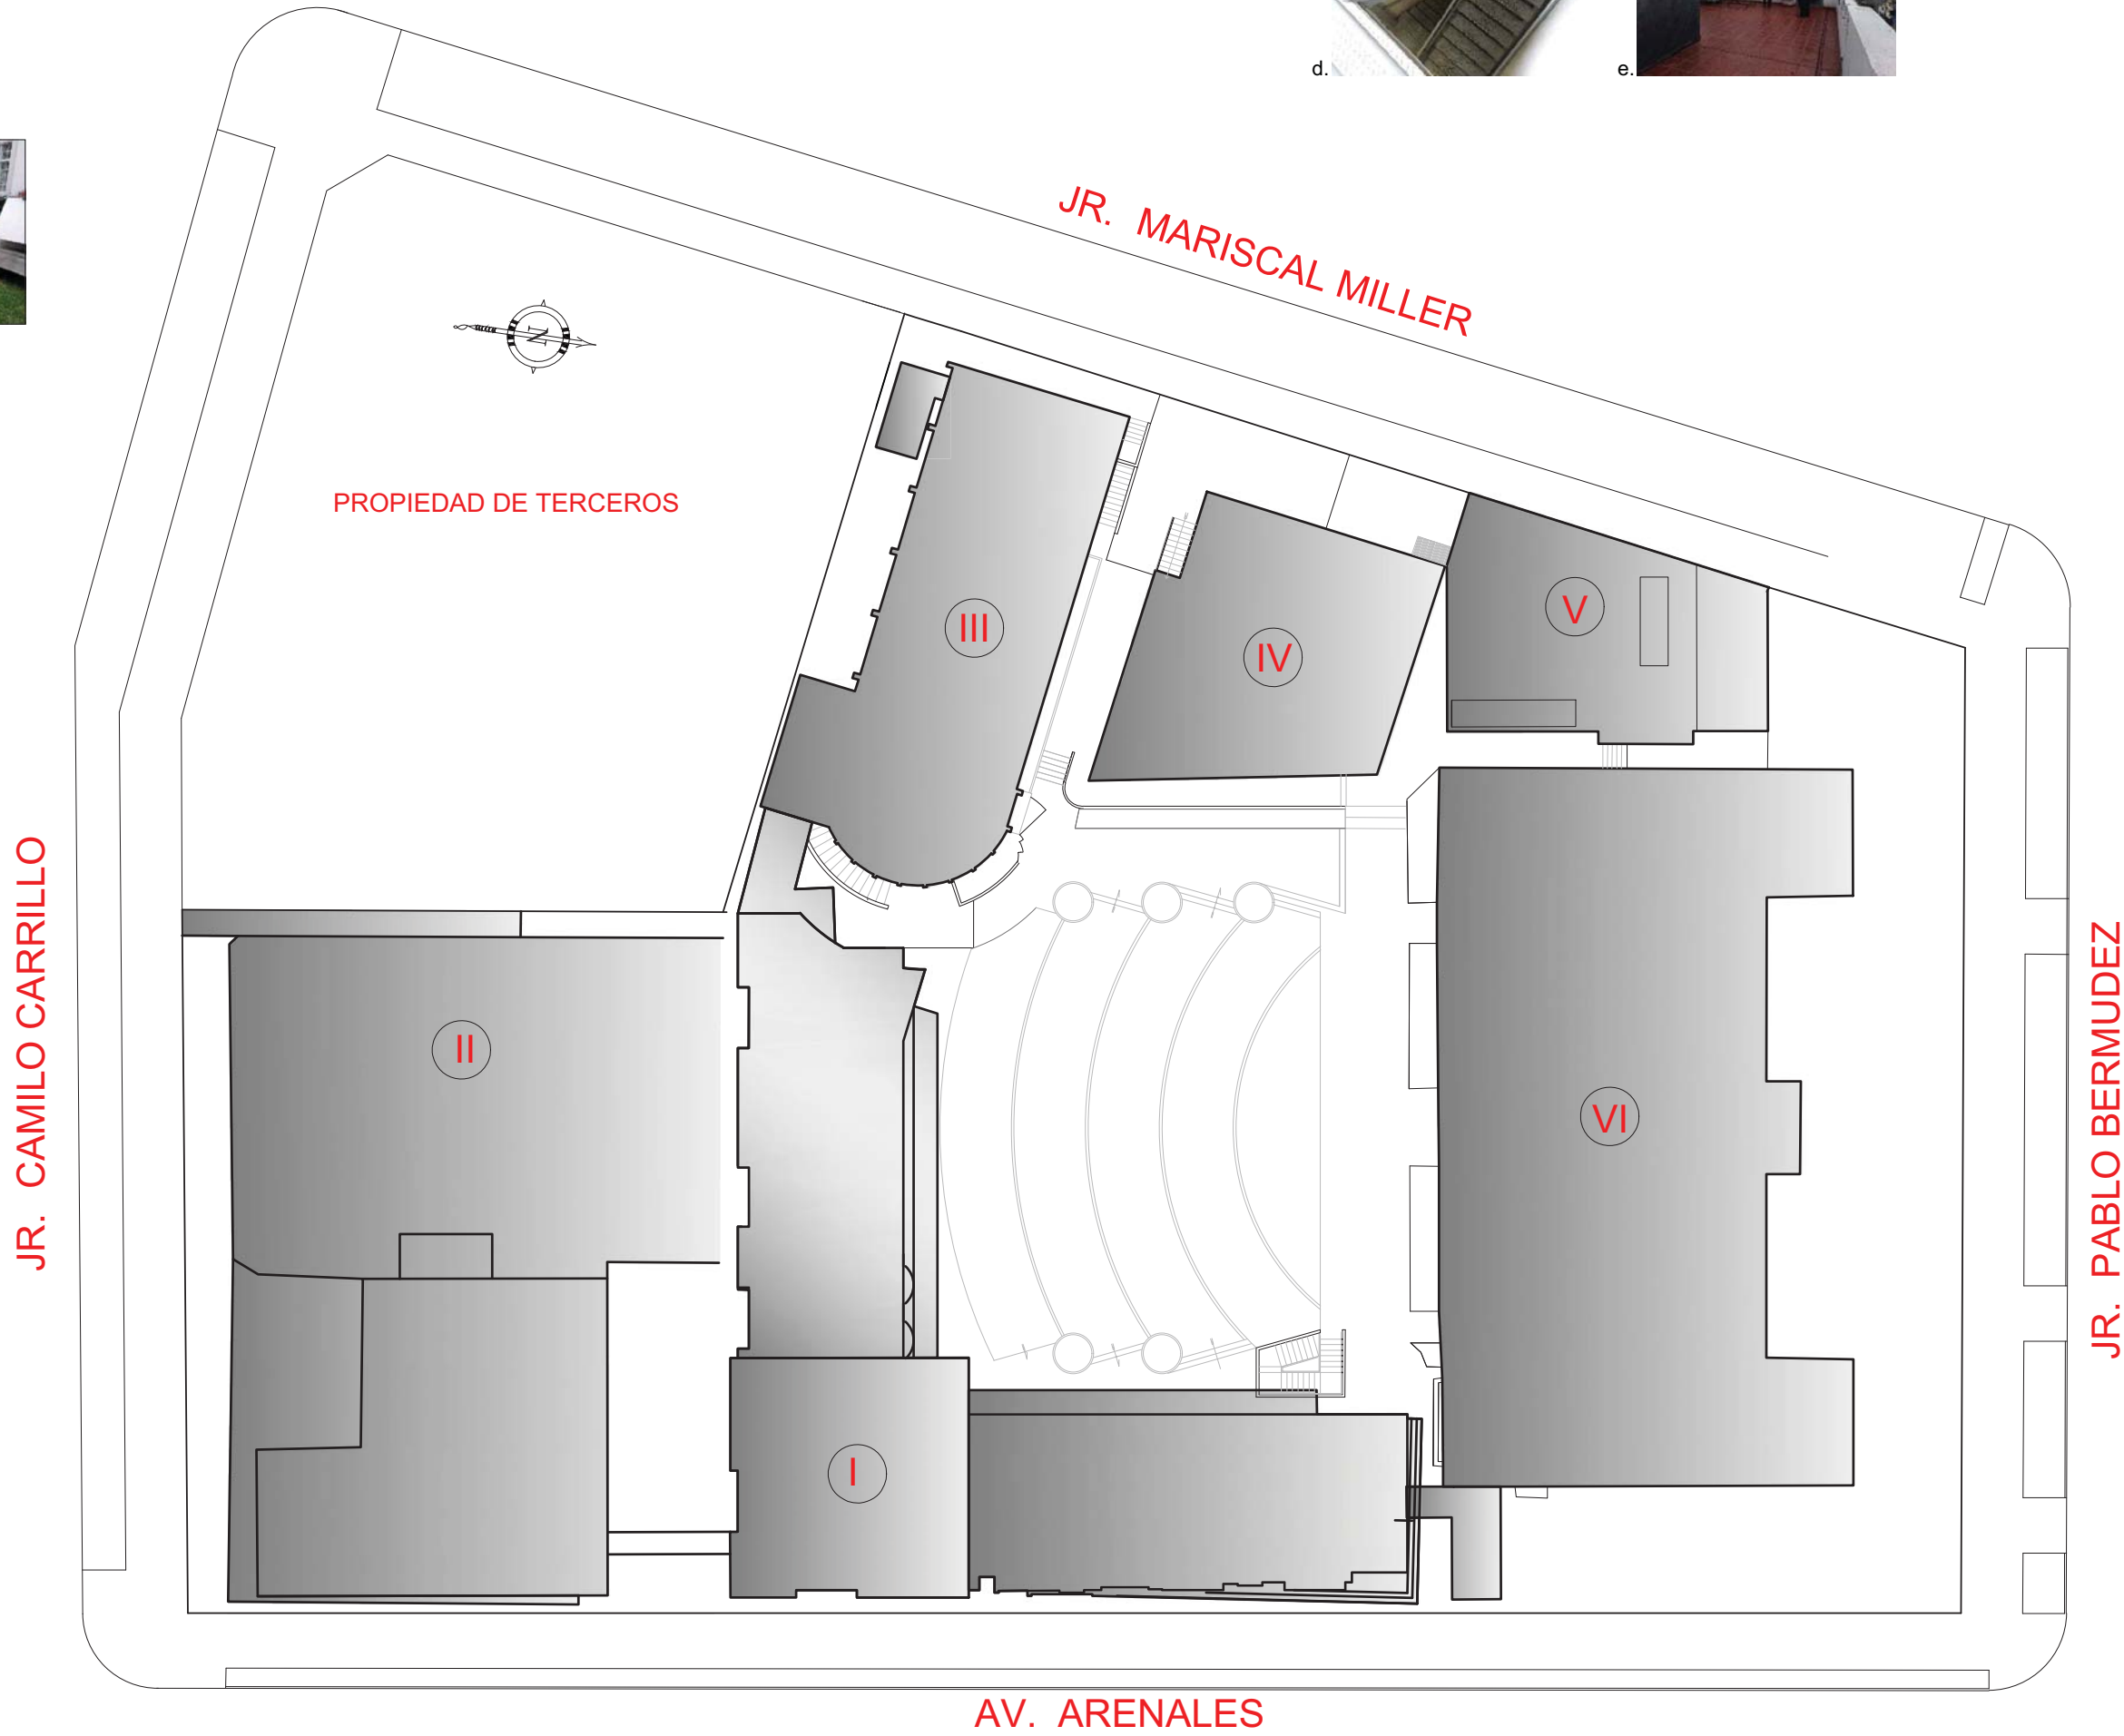 d.
e.
JR. MARISCAL MILLER
N
PROPIEDAD DE TERCEROS
III
IV
V
JR. CAMILO CARRILLO
II
VI
JR. PABLO BERMUDEZ
I
AV. ARENALES